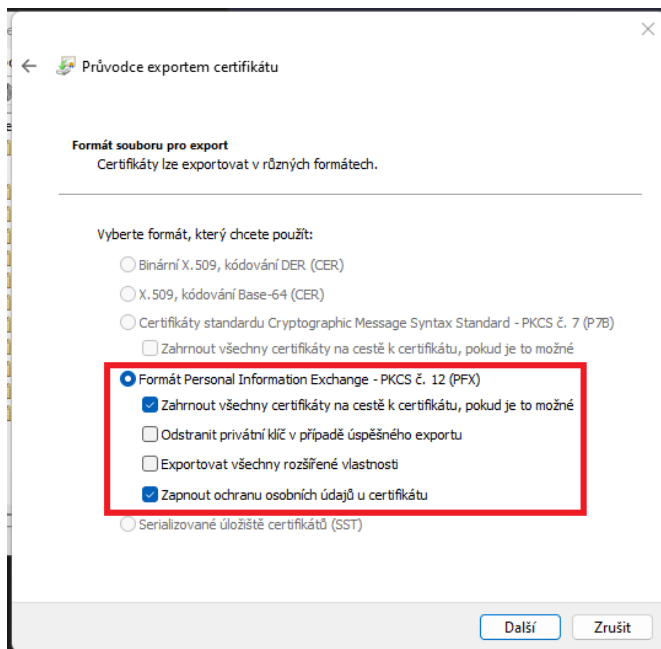 Průvodce exportem certifikátu
Formát souboru pro export
Certifikáty lze exportovat v různých formátech.
Vyberte formát, který chcete použít:
Binární X.509, kódování DER (CER)
X.509, kódování Base-64 (CER)
Certifikáty standardu Cryptographic Message Syntax Standard - PKCS č. 7 (P7B)
Zahrnout všechny certifikáty na cestě k certifikátu, pokud je to možné
Formát Personal Information Exchange - PKCS č. 12 (PFX)
Zahrnout všechny certifikáty na cestě k certifikátu, pokud je to možné
Odstranit privátní klíč v případě úspěšného exportu
Exportovat všechny rozšířené vlastnosti
Zapnout ochranu osobních údajů u certifikátu
Serializované úložiště certifikátů (SST)
Další
Zrušit